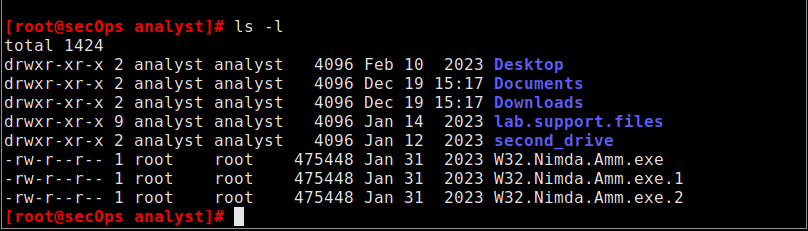 [root@secOps analyst]# ls -l
total 1424
drwxr-xr-x 2 analyst analyst   4096 Feb 10  2023 Desktop
drwxr-xr-x 2 analyst analyst   4096 Dec 19 15:17 Documents
drwxr-xr-x 2 analyst analyst   4096 Dec 19 15:17 Downloads
drwxr-xr-x 9 analyst analyst   4096 Jan 14  2023 lab.support.files
drwxr-xr-x 2 analyst analyst   4096 Jan 12  2023 second_drive
-rw-r--r-- 1 root    root    475448 Jan 31  2023 W32.Nimda.Amm.exe
-rw-r--r-- 1 root    root    475448 Jan 31  2023 W32.Nimda.Amm.exe.1
-rw-r--r-- 1 root    root    475448 Jan 31  2023 W32.Nimda.Amm.exe.2
[root@secOps analyst]#